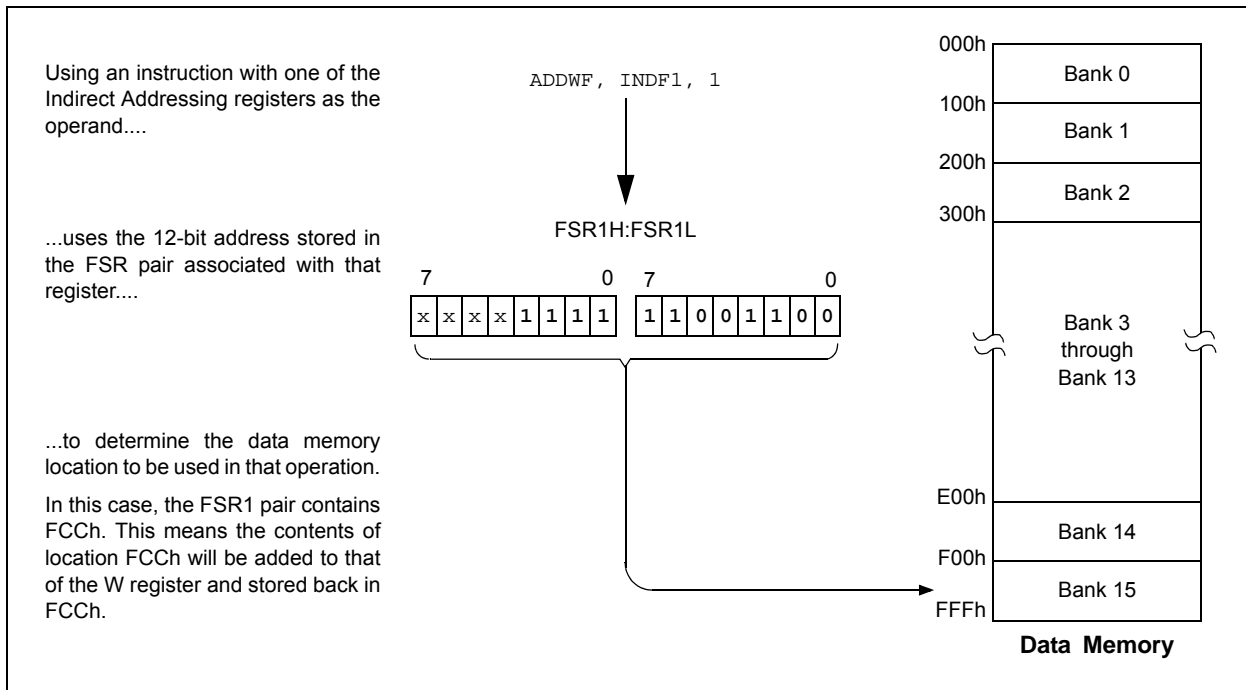 Using an instruction with one of the
Indirect Addressing registers as the
operand....
ADDWF, INDF1, 1
...uses the 12-bit address stored in
the FSR pair associated with that
register....
FSR1H:FSR1L
7 0 7 0
x x x x 1 1 1 1 1 1 0 0 1 1 0 0
...to determine the data memory
location to be used in that operation.
In this case, the FSR1 pair contains
FCCh. This means the contents of
location FCCh will be added to that
of the W register and stored back in
FCCh.
000h
Bank 0
100h
Bank 1
200h
Bank 2
300h
Bank 3
through
Bank 13
E00h
Bank 14
F00h
Bank 15
FFFh
Data Memory